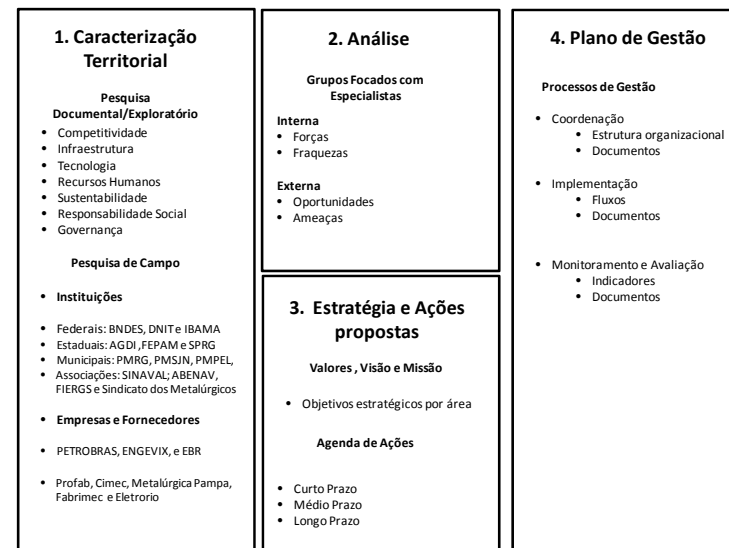 1. Caracterização
Territorial
Pesquisa
Documental/Exploratório
• Competitividade
• Infraestrutura
• Tecnologia
• Recursos Humanos
• Sustentabilidade
• Responsabilidade Social
• Governança
Pesquisa de Campo
• Instituições
• Federais: BNDES, DNIT e IBAMA
• Estaduais: AGDI ,FEPAM e SPRG
• Municipais: PMRG, PMSJN, PMPEL,
• Associações: SINAVAL; ABENAV,
FIERGS e Sindicato dos Metalúrgicos
• Empresas e Fornecedores
• PETROBRAS, ENGEVIX, e EBR
• Profab, Cimec, Metalúrgica Pampa,
Fabrimec e Eletrorio
2. Análise
Grupos Focados com
Especialistas
Interna
• Forças
• Fraquezas
Externa
• Oportunidades
• Ameaças
3. Estratégia e Ações
propostas
Valores , Visão e Missão
• Objetivos estratégicos por área
Agenda de Ações
• Curto Prazo
• Médio Prazo
• Longo Prazo
4. Plano de Gestão
Processos de Gestão
• Coordenação
• Estrutura organizacional
• Documentos
• Implementação
• Fluxos
• Documentos
• Monitoramento e Avaliação
• Indicadores
• Documentos